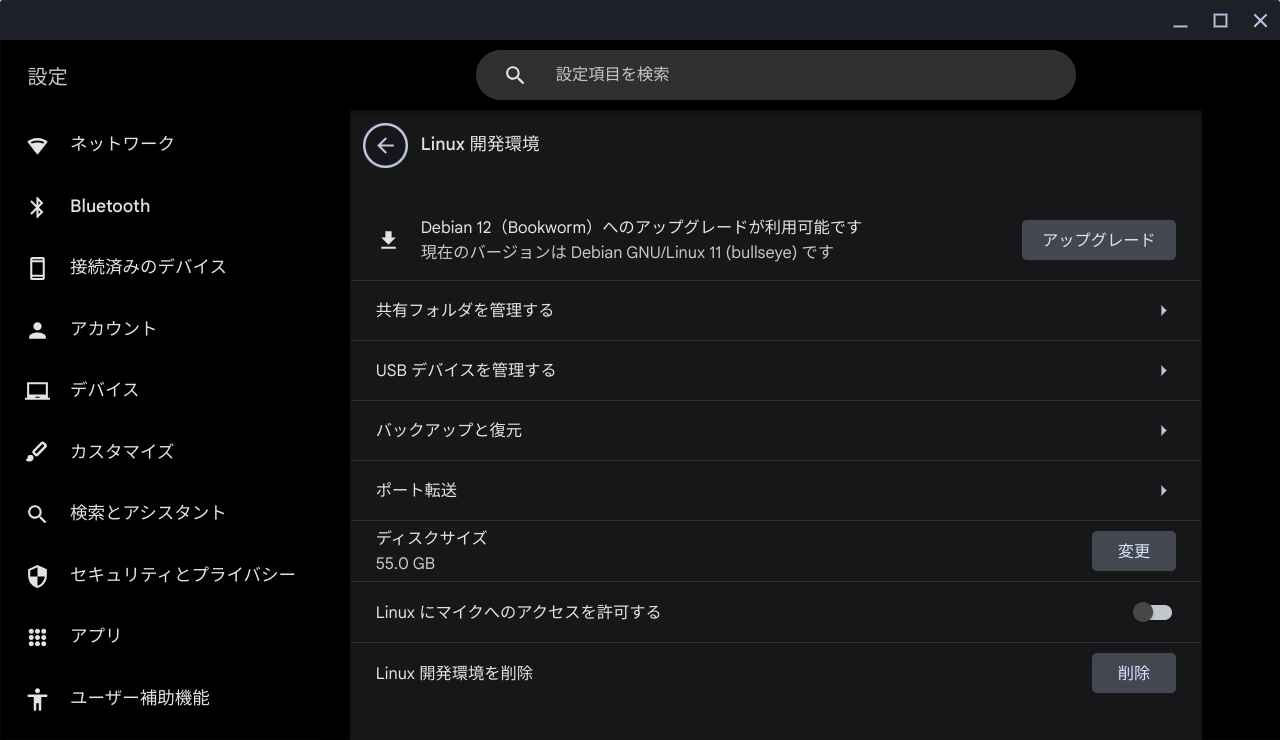 設定
設定項目を検索
ネットワーク
Bluetooth
接続済みのデバイス
アカウント
デバイス
カスタマイズ
検索とアシスタント
セキュリティとプライバシー
アプリ
ユーザー補助機能
Linux 開発環境
Debian 12（Bookworm）へのアップグレードが利用可能です
現在のバージョンは Debian GNU/Linux 11 (bullseye) です
アップグレード
共有フォルダを管理する
USB デバイスを管理する
バックアップと復元
ポート転送
ディスクサイズ
55.0 GB
変更
Linux にマイクへのアクセスを許可する
Linux 開発環境を削除
削除